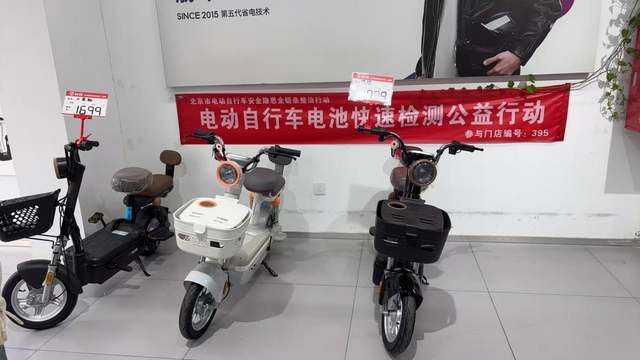 SINCE 2015 第五代省电技术
1699
999
北京市电动自行车安全隐患全链条整治行动
电动自行车电池快速检测公益行动
参与门店编号：395